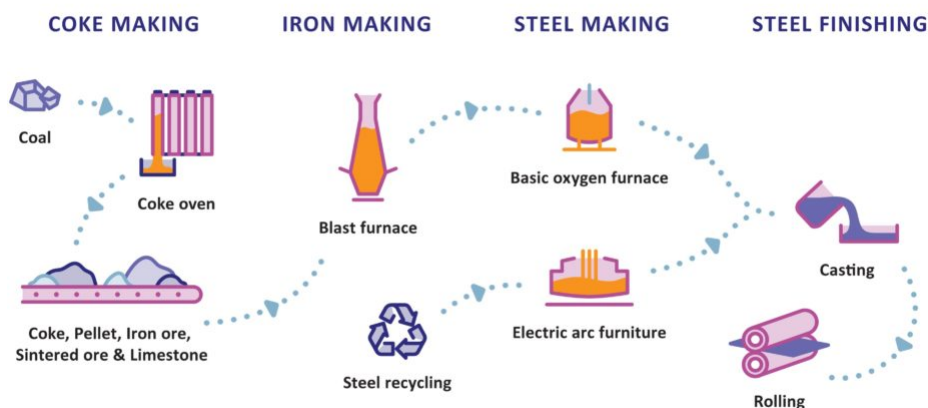 COKE MAKING
IRON MAKING
STEEL MAKING
STEEL FINISHING
Coal
Coke oven
Coke, Pellet, Iron ore,
Sintered ore & Limestone
Blast furnace
Steel recycling
Basic oxygen furnace
Electric arc furniture
Casting
Rolling